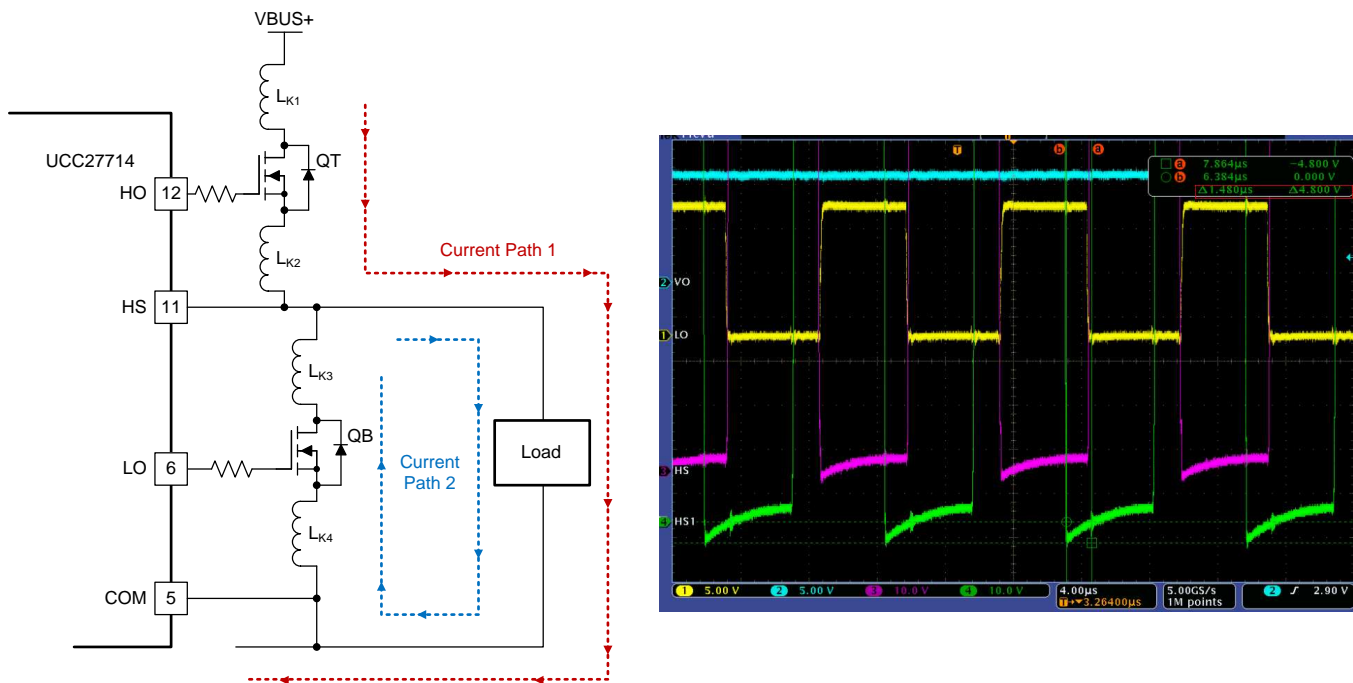 VBUS+
LK1
UCC27714
QT
HO
12
LK2
Current Path 1
HS
11
LK3
QB
LO
6
Current
Path 2
Load
LK4
COM
5
T
b
a
a 7.864µs −4.800 V
b 6.384µs 0.000 V
Δ1.480µs Δ4.800 V
2 VO
1 LO
3 HS
4 HS1
1 5.00 V
2 5.00 V
3 10.0 V
4 10.0 V
4.00µs
T→▼3.26400µs
5.00GS/s
1M points
2 2.90 V